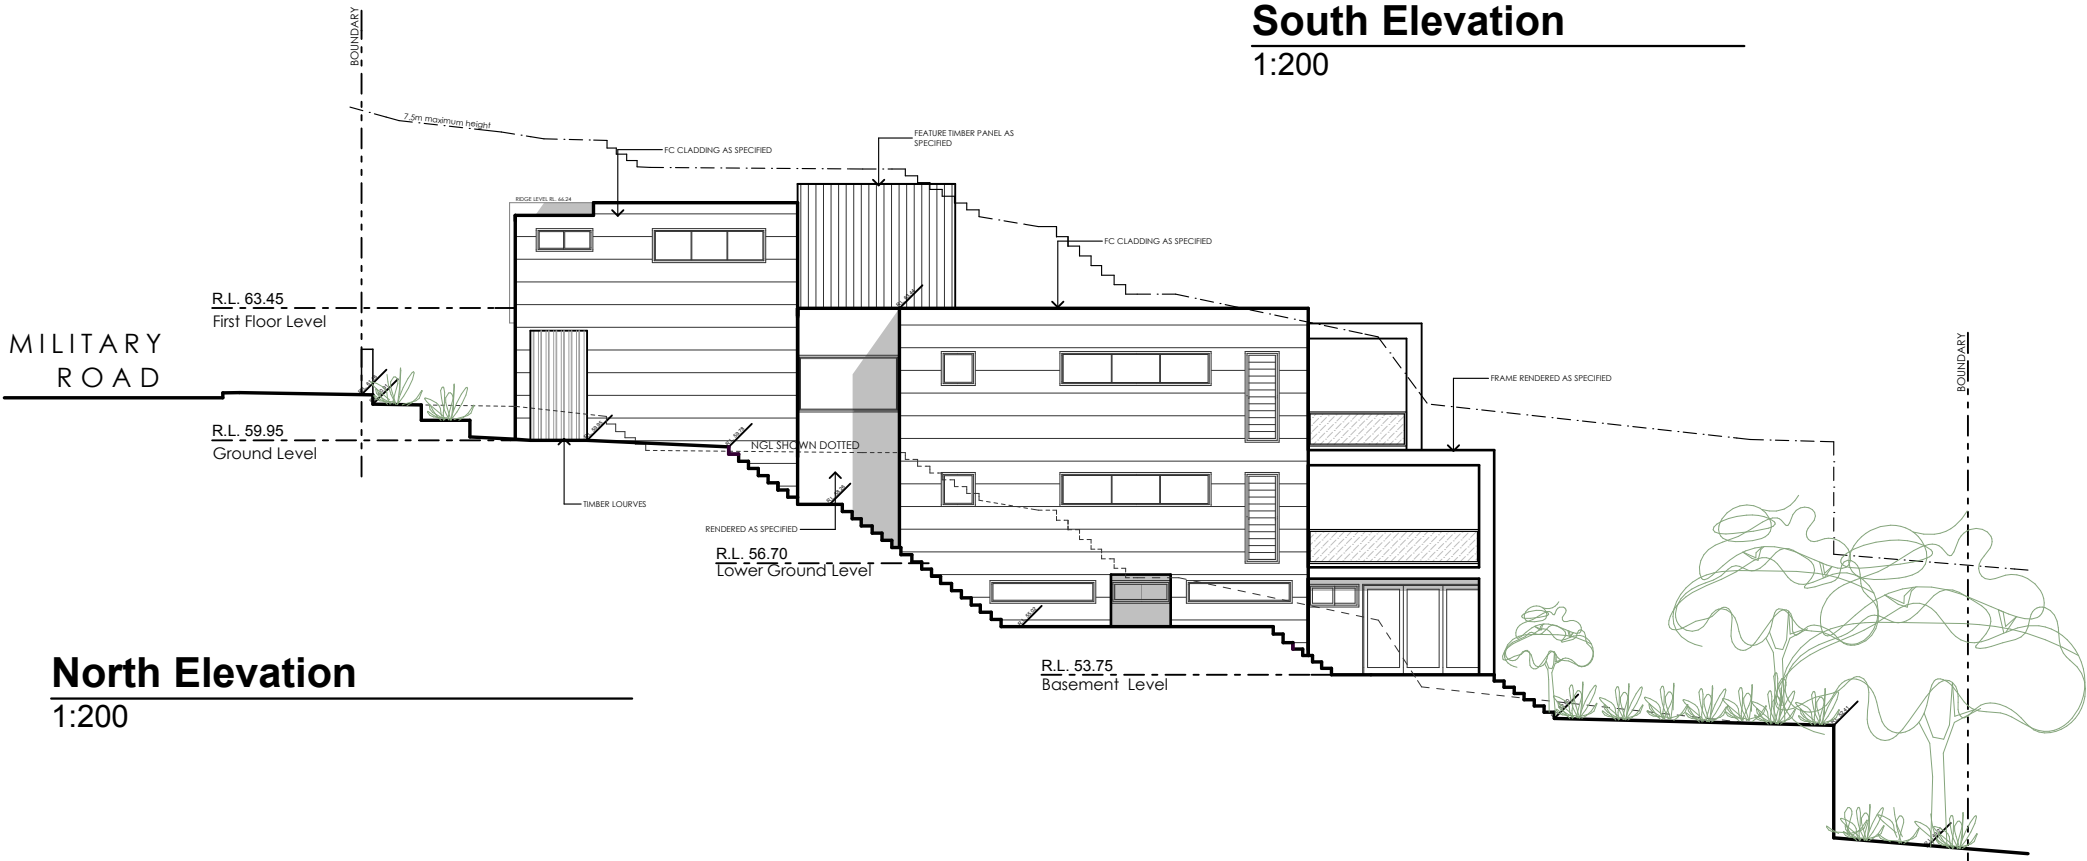 South Elevation
1:200
BOUNDARY
7.5m maximum height
FC CLADDING AS SPECIFIED
FEATURE TIMBER PANEL AS
SPECIFIED
RIDGE LEVEL RL. 66.24
FC CLADDING AS SPECIFIED
R.L. 63.45
First Floor Level
MILITARY
ROAD
BOUNDARY
FRAME RENDERED AS SPECIFIED
R.L. 59.95
Ground Level
NGL SHOWN DOTTED
TIMBER LOURVES
RENDERED AS SPECIFIED
R.L. 56.70
Lower Ground Level
R.L. 53.75
Basement Level
North Elevation
1:200